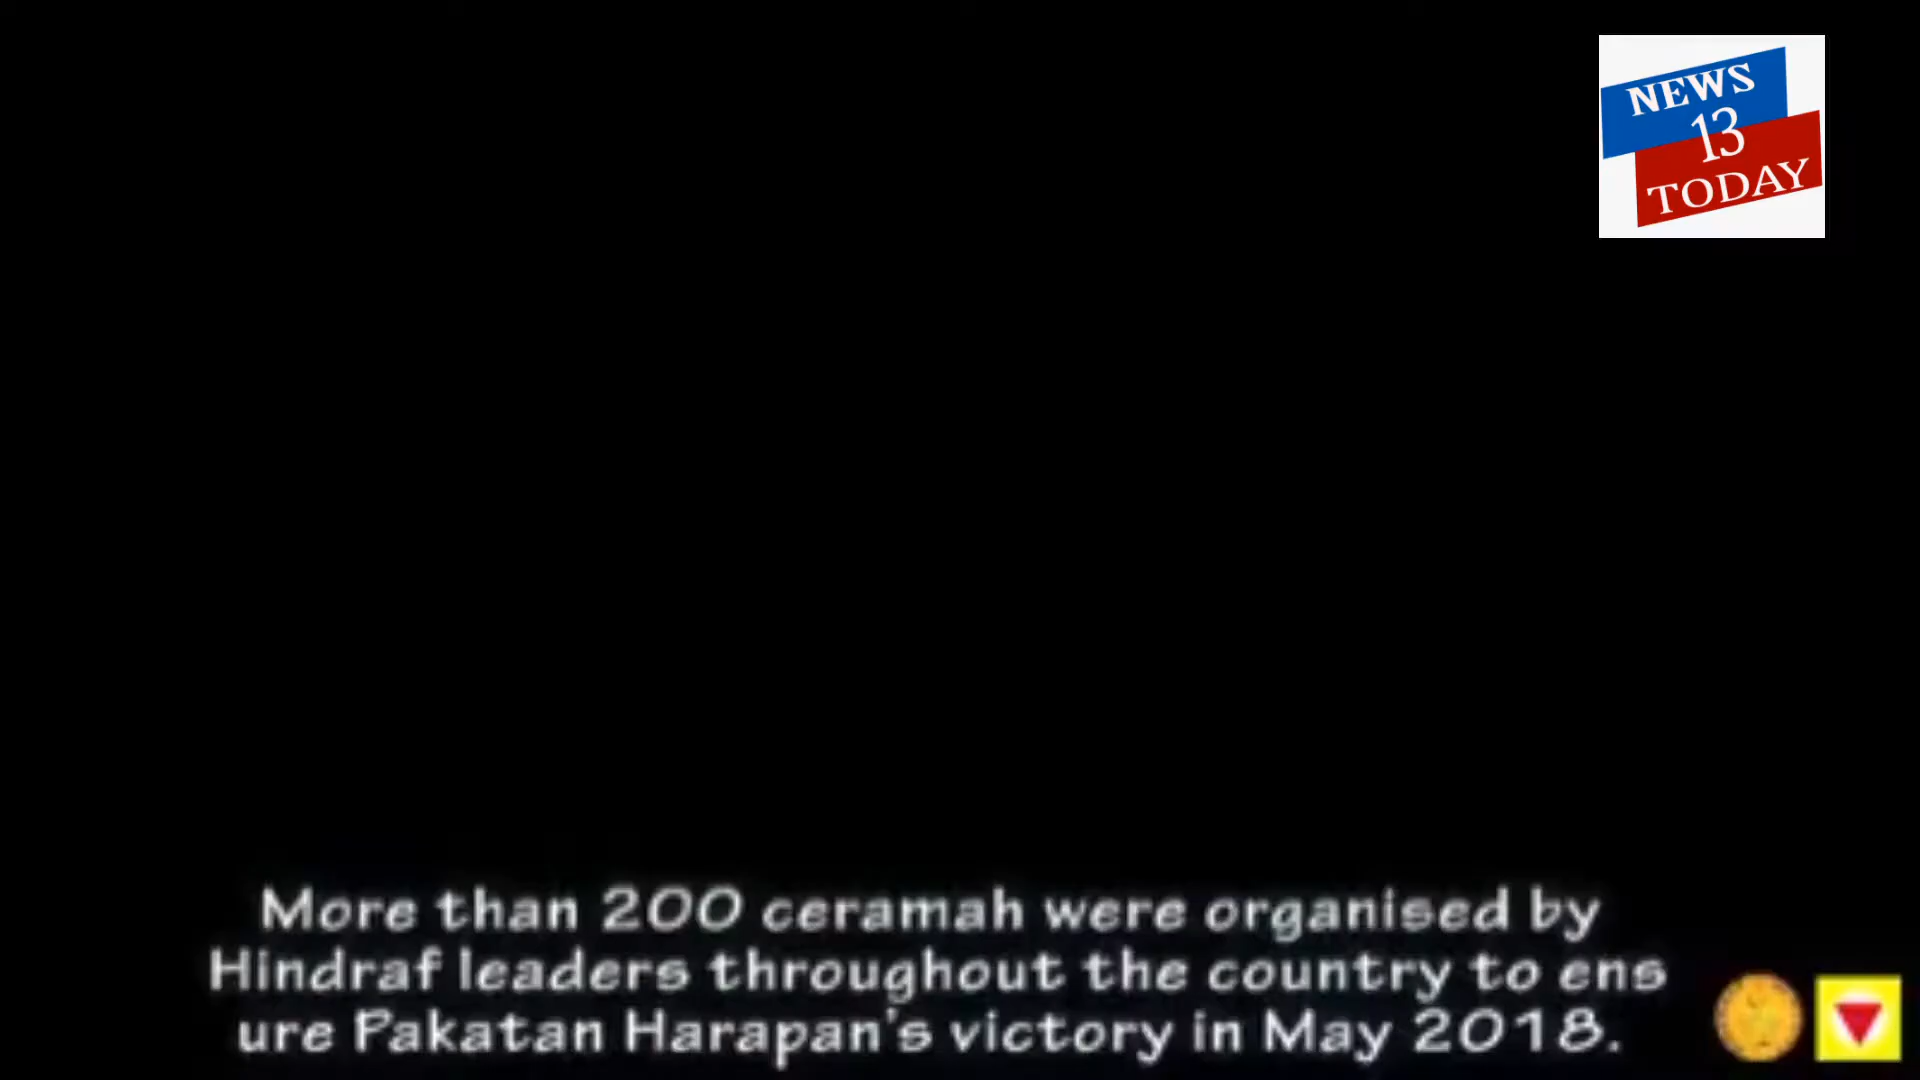 NEWS
13
TODAY
More than 200 ceramah were organised by
Hindraf leaders throughout the country to ens
ure Pakatan Harapan's victory in May 2018.